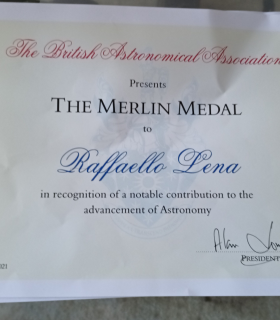 The British Astronomical Association
Presents
THE MERLIN MEDAL
to
Raffaello Lena
in recognition of a notable contribution to the
advancement of Astronomy
Alan
PRESIDENT